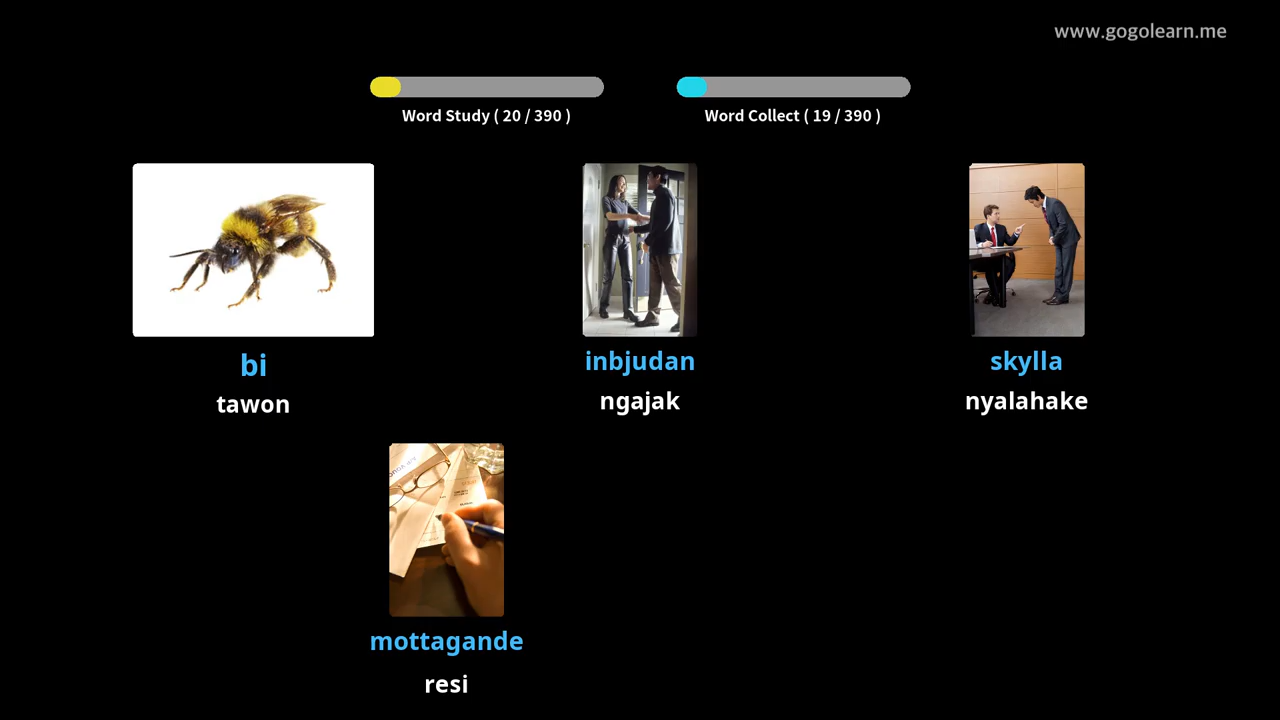 www.gogolearn.me
Word Study ( 20 / 390 )
Word Collect ( 19 / 390 )
bi
tawon
inbjudan
ngajak
skylla
nyalahake
mottagande
resi